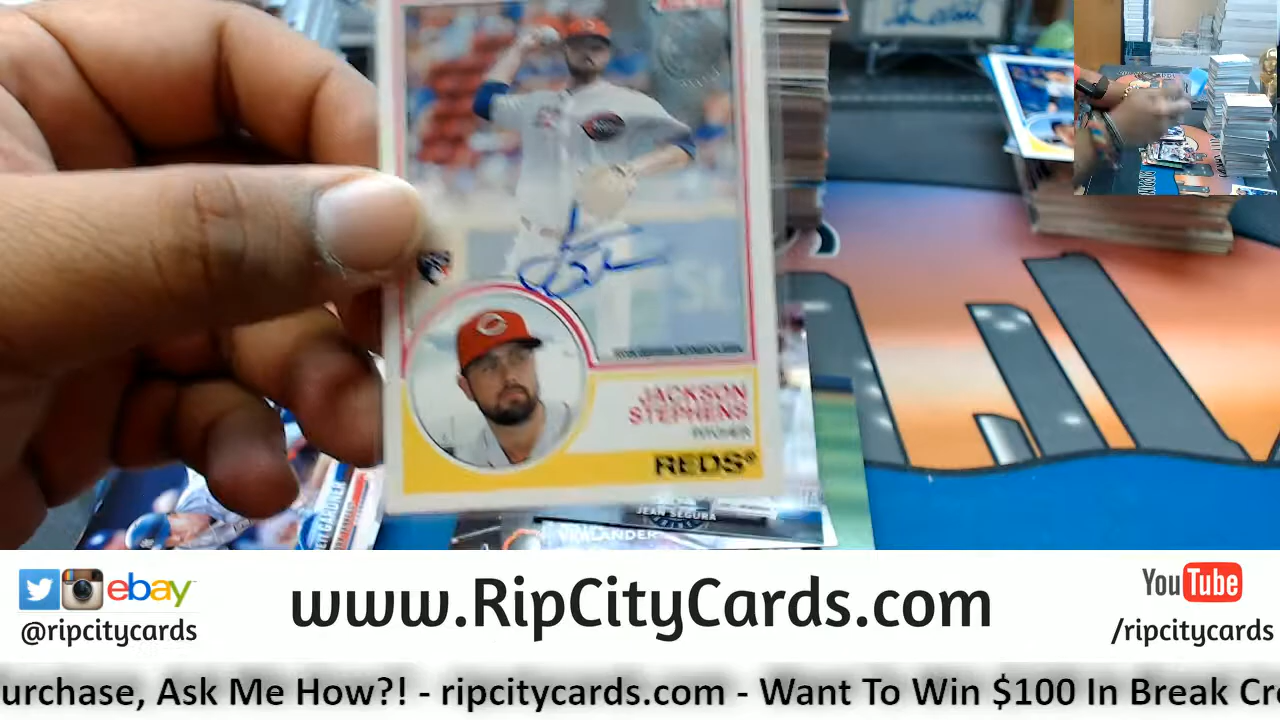 JACKSON
STEPHENS
PITCHER
REDS
JEAN SEGURA
VERLANDER
ebay
@ripcitycards
www.RipCityCards.com
YouTube
/ripcitycards
urchase, Ask Me How?! - ripcitycards.com - Want To Win $100 In Break Cre